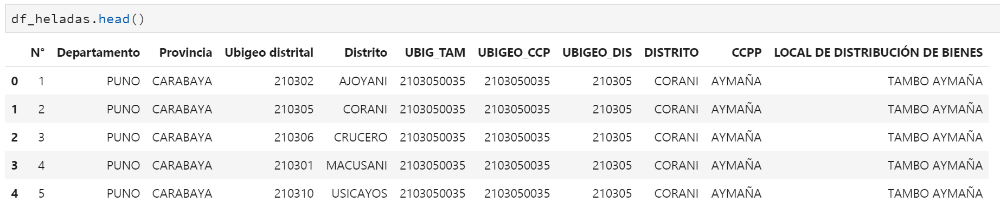 df_heladas.head()
N° Departamento Provincia Ubigeo distrital Distrito UBIG_TAM UBIGEO_CCP UBIGEO_DIS DISTRITO CCPP LOCAL DE DISTRIBUCIÓN DE BIENES
0 1 PUNO CARABAYA 210302 AJOYANI 2103050035 2103050035 210305 CORANI AYMAÑA TAMBO AYMAÑA
1 2 PUNO CARABAYA 210305 CORANI 2103050035 2103050035 210305 CORANI AYMAÑA TAMBO AYMAÑA
2 3 PUNO CARABAYA 210306 CRUCERO 2103050035 2103050035 210305 CORANI AYMAÑA TAMBO AYMAÑA
3 4 PUNO CARABAYA 210301 MACUSANI 2103050035 2103050035 210305 CORANI AYMAÑA TAMBO AYMAÑA
4 5 PUNO CARABAYA 210310 USICAYOS 2103050035 2103050035 210305 CORANI AYMAÑA TAMBO AYMAÑA